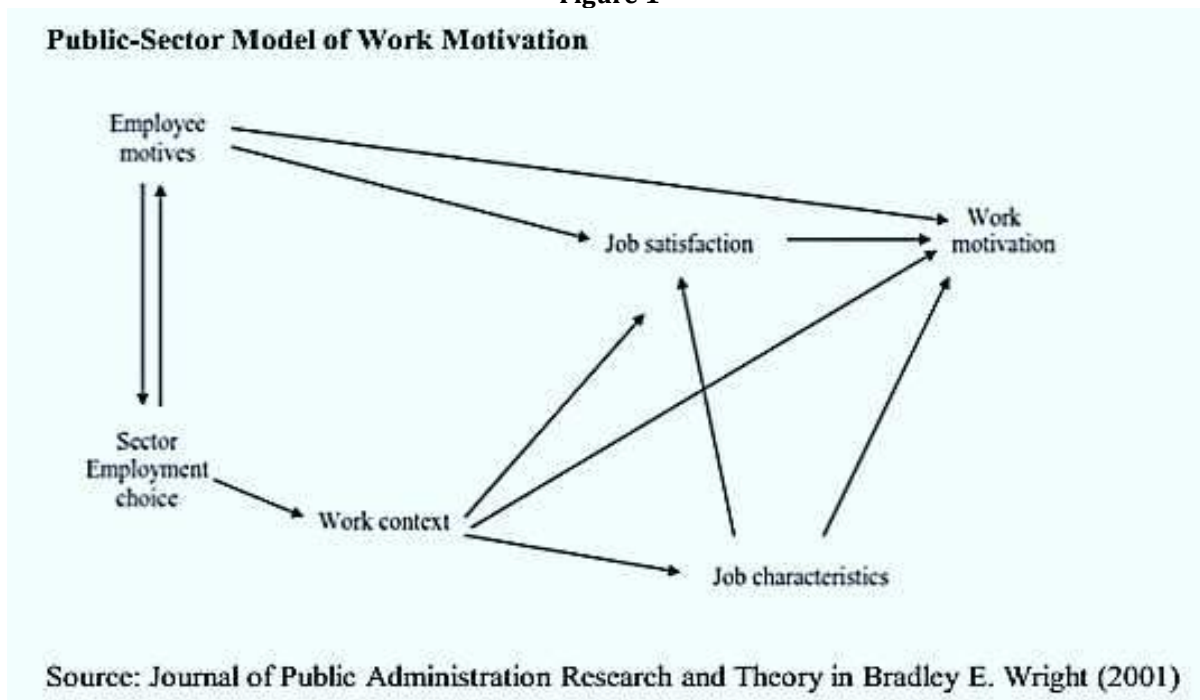 Figure 1
Public-Sector Model of Work Motivation
Employee
motives
Work
motivation
Job satisfaction
Sector
Employment
choice
Work context
Job characteristics
Source: Journal of Public Administration Research and Theory in Bradley E. Wright (2001)